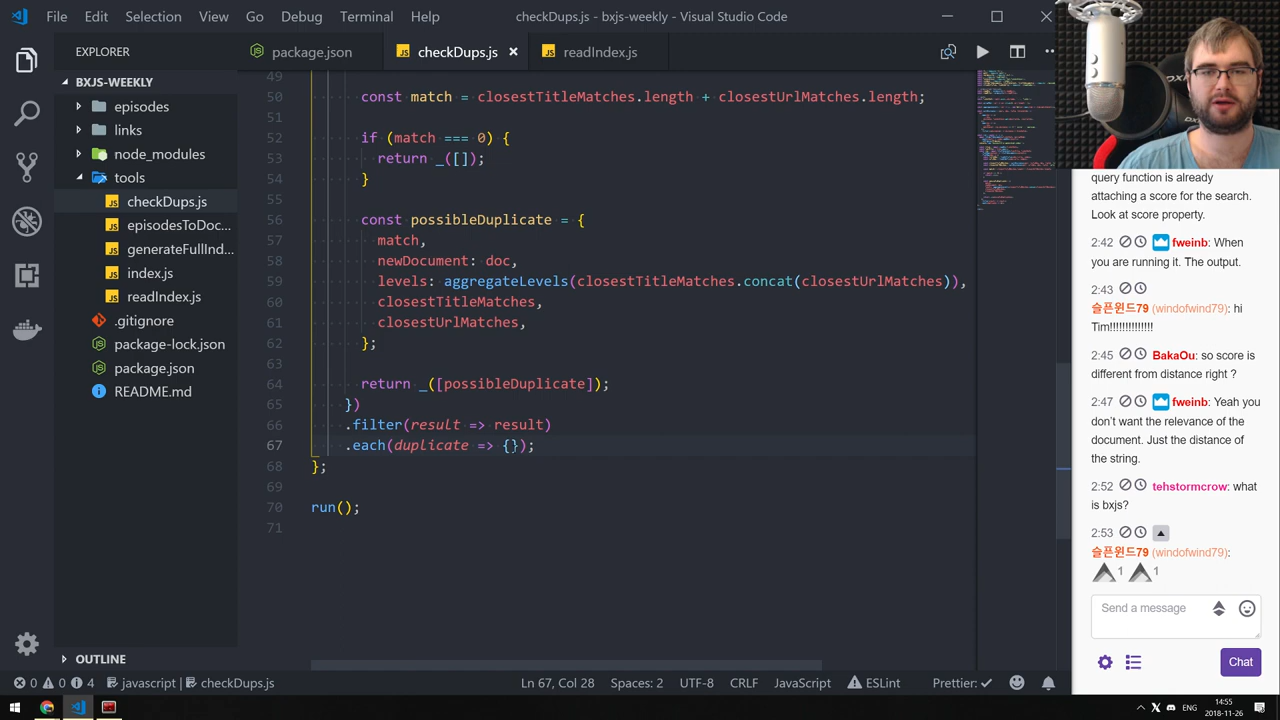 File Edit Selection View Go Debug Terminal Help
checkDups.js - bxjs-weekly - Visual Studio Code
EXPLORER
BXJS-WEEKLY
episodes
links
node_modules
tools
checkDups.js
episodesToDoc...
generateFullInd...
index.js
readIndex.js
.gitignore
package-lock.json
package.json
README.md
OUTLINE
package.json
checkDups.js
dIndex.js
49
const match = closestTitleMatches.length + closestUrlMatches.length;
51
52 if (match === 0) {
53 return _([]);
54 }
55
56 const possibleDuplicate = {
57 match,
58 newDocument: doc,
59 levels: aggregateLevels(closestTitleMatches.concat(closestUrlMatches)),
60 closestTitleMatches,
61 closestUrlMatches,
62 };
63
64 return _([possibleDuplicate]);
65 })
66 .filter(result => result)
67 .each(duplicate => {});
68 };
69
70 run();
71
query function is already
attaching a score for the search.
Look at score property.
2:42 fweinb: When
you are running it. The output.
2:43
슬픈윈드79 (windofwind79): hi
Tim!!!!!!!!!!!!!!
2:45 BakaOu: so score is
different from distance right ?
2:47 fweinb: Yeah you
don't want the relevance of the
document. Just the distance of
the string.
2:52 tehstormcrow: what
is bxjs?
2:53
슬픈윈드79 (windofwind79):
1 1
Send a message
Chat
0 0 4 javascript checkDups.js
Ln 67, Col 28 Spaces: 2 UTF-8 CRLF JavaScript ESLint Prettier: ✓
ENG
14:55
2018-11-26